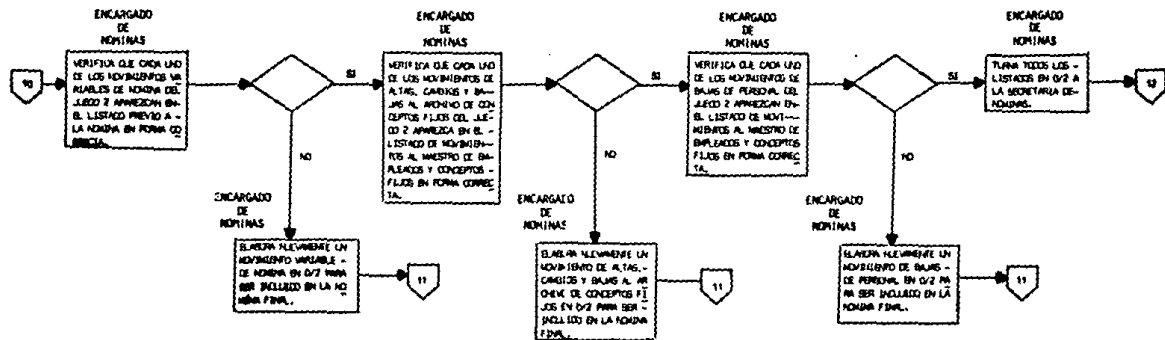 ENCARGADO
DE
NOMINAS
10
VERIFICA QUE CADA UNO
DE LOS MOVIMIENTOS VA
RIABLES DE NOMINA DEL
JUEGO 2 APAREZCAN EN-
EL LISTADO PREVIO A -
LA NOMINA EN FORMA CO
RRECTA.
SI
NO
ENCARGADO
DE
NOMINAS
ELABORA NUEVAMENTE UN
MOVIMIENTO VARIABLE -
DE NOMINA EN O/2 PARA
SER INCLUIDO EN LA NO
MINA FINAL.
11
ENCARGADO
DE
NOMINAS
VERIFICA QUE CADA UNO
DE LOS MOVIMIENTOS DE
ALTAS, CAMBIOS Y BA-
JAS AL ARCHIVO DE CON
CEPTOS FIJOS DEL JUE-
GO 2 APAREZCA EN EL -
LISTADO DE MOVIMIEN-
TOS AL MAESTRO DE EM-
PLEADOS Y CONCEPTOS -
FIJOS EN FORMA CORREC
TA.
SI
NO
ENCARGADO
DE
NOMINAS
ELABORA NUEVAMENTE UN
MOVIMIENTO DE ALTAS,-
CAMBIOS Y BAJAS AL AR
CHIVE DE CONCEPTOS FI
JOS EN O/2 PARA SER -
INCLUIDO EN LA NOMINA
FINAL.
11
ENCARGADO
DE
NOMINAS
VERIFICA QUE CADA UNO
DE LOS MOVIMIENTOS DE
BAJAS DE PERSONAL DEL
JUEGO 2 APAREZCAN EN-
EL LISTADO DE MOVI--
MIENTOS AL MAESTRO DE
EMPLEADOS Y CONCEPTOS
FIJOS EN FORMA CORREC
TA.
SI
NO
ENCARGADO
DE
NOMINAS
ELABORA NUEVAMENTE UN
MOVIMIENTO DE BAJAS -
DE PERSONAL EN O/2 PA
RA SER INCLUIDO EN LA
NOMINA FINAL.
11
ENCARGADO
DE
NOMINAS
TURNA TODOS LOS -
LISTADOS EN O/2 A
LA SECRETARIA DE-
NOMINAS.
12